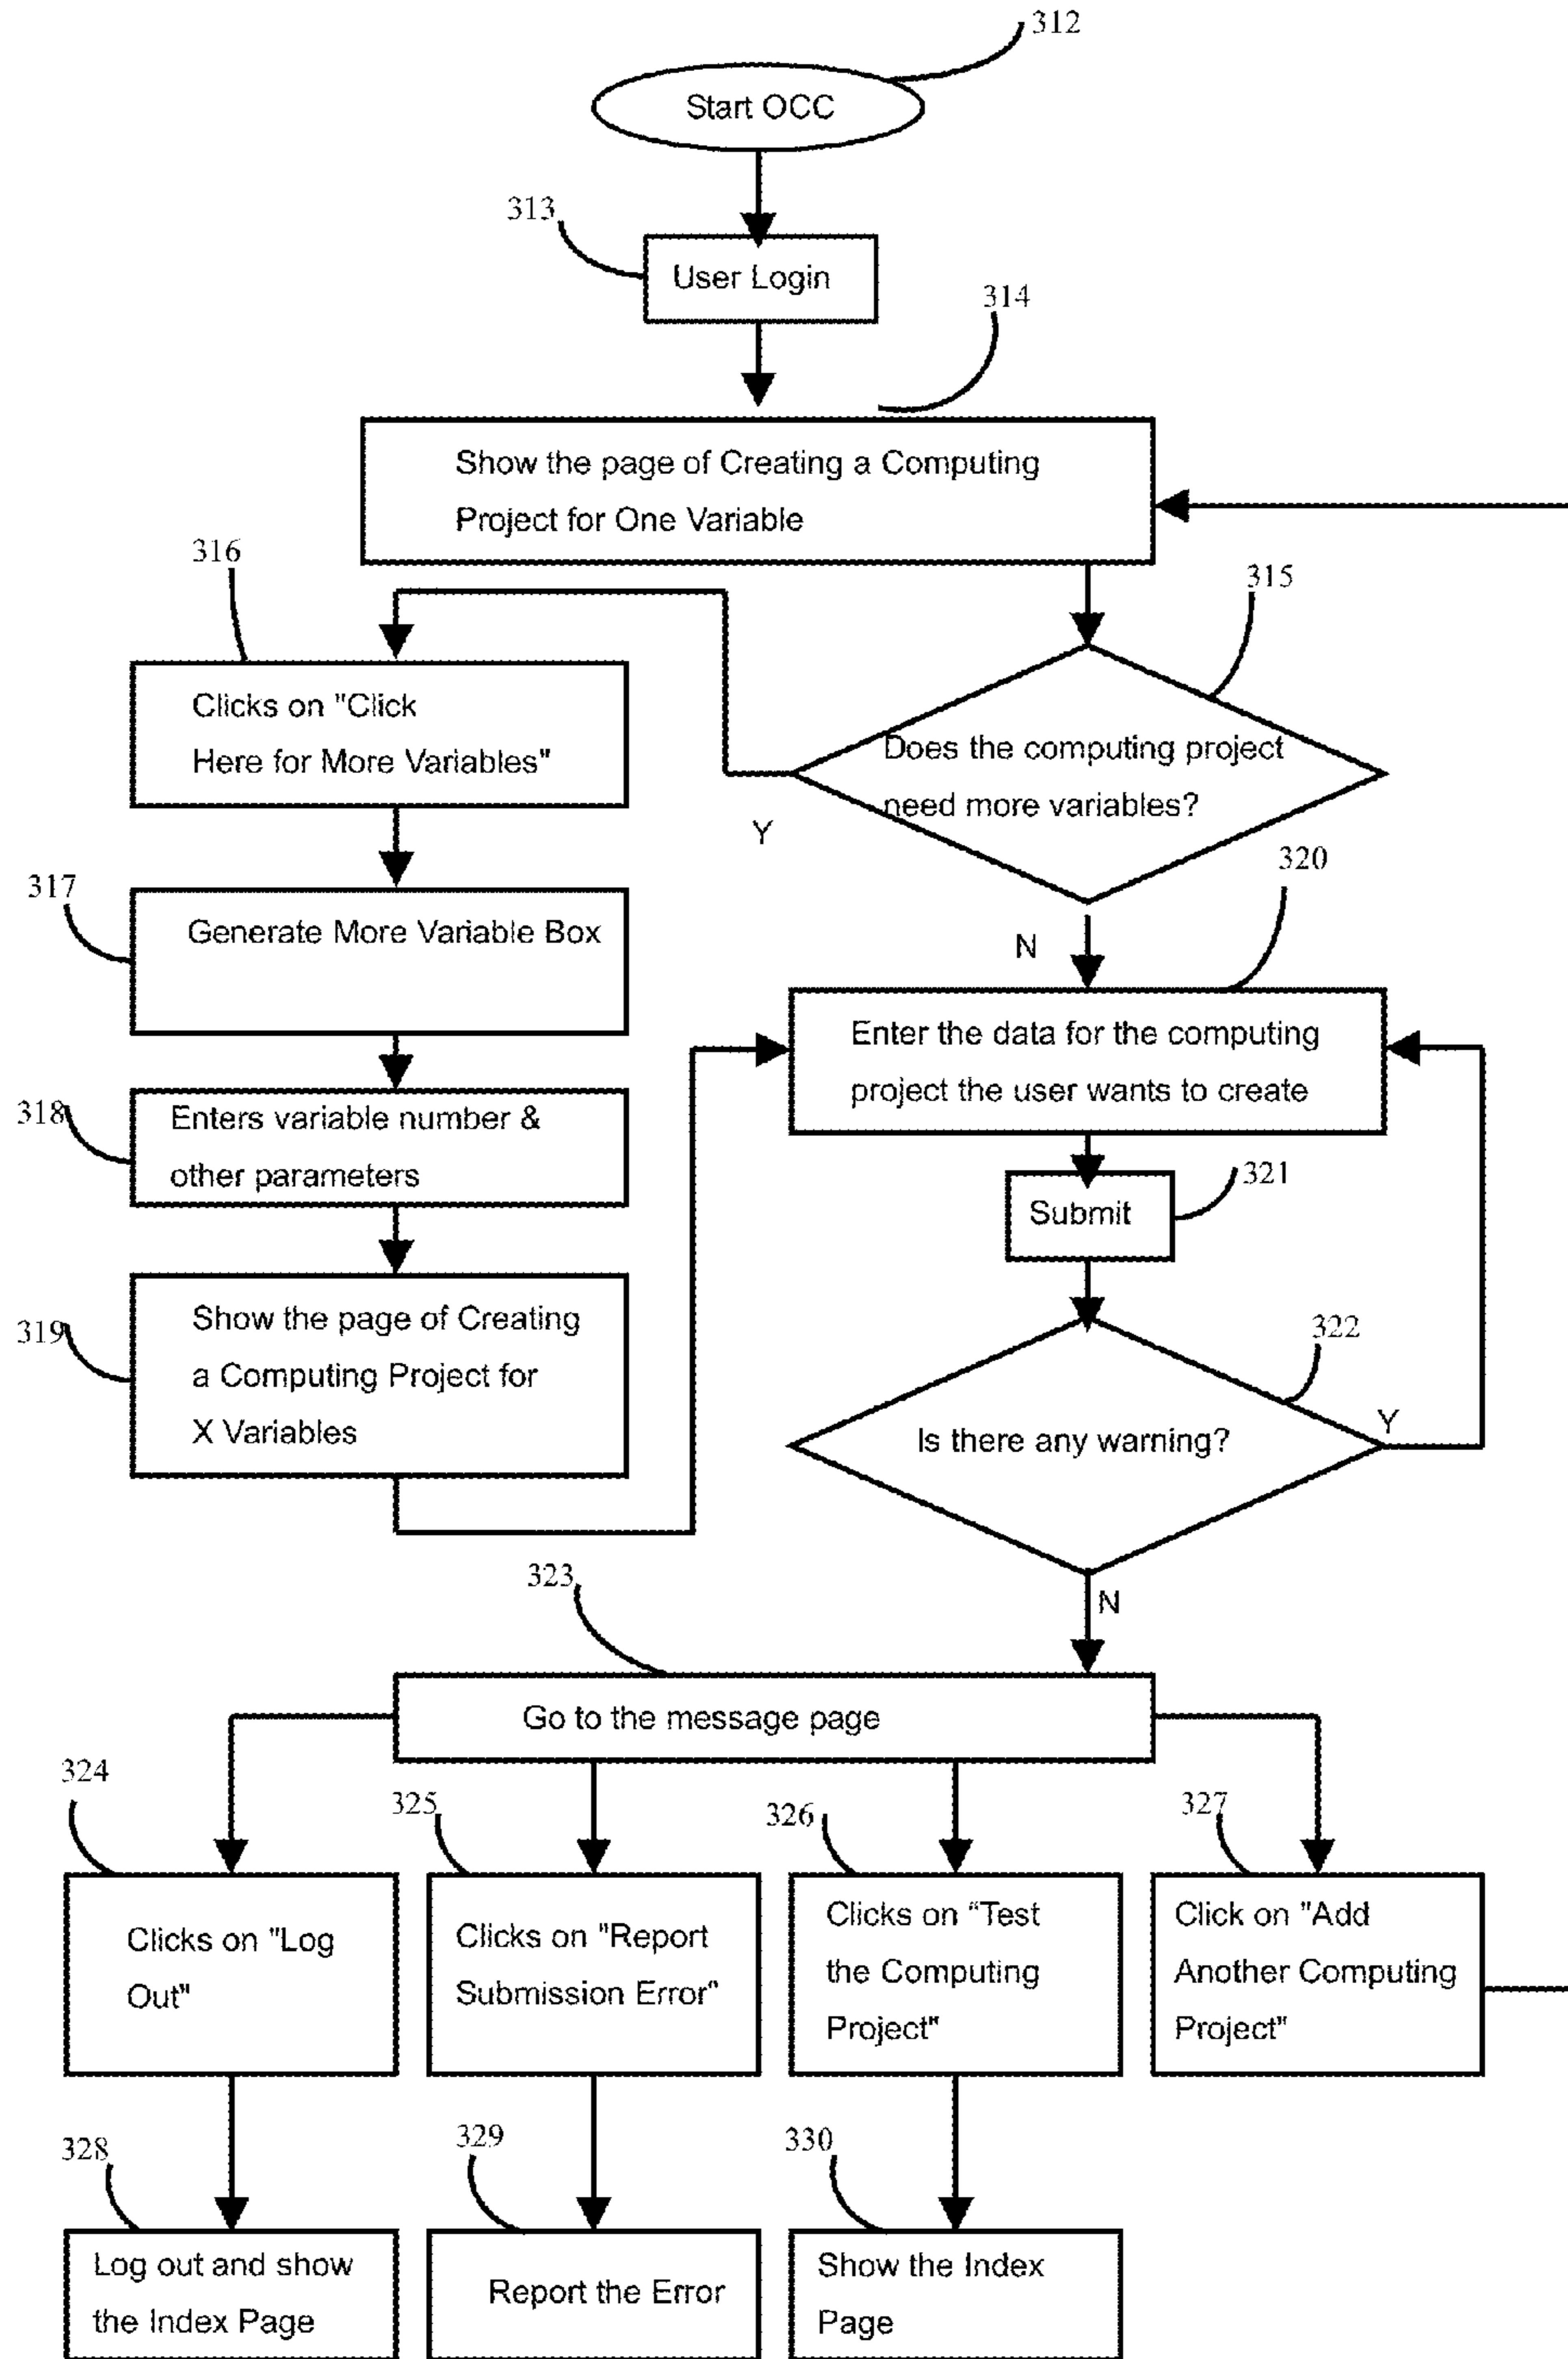 312
Start OCC
313
User Login
314
Show the page of Creating a Computing
Project for One Variable
316
315
Clicks on "Click
Here for More Variables"
Does the computing project
need more variables?
Y
320
317
Generate More Variable Box
N
Enter the data for the computing
project the user wants to create
318
Enters variable number &
other parameters
321
Submit
319
Show the page of Creating
a Computing Project for
X Variables
322
Is there any warning?
Y
N
323
Go to the message page
324
325
326
327
Clicks on "Log
Out"
Clicks on "Report
Submission Error"
Clicks on “Test
the Computing
Project"
Click on "Add
Another Computing
Project"
328
329
330
Log out and show
the Index Page
Report the Error
Show the Index
Page